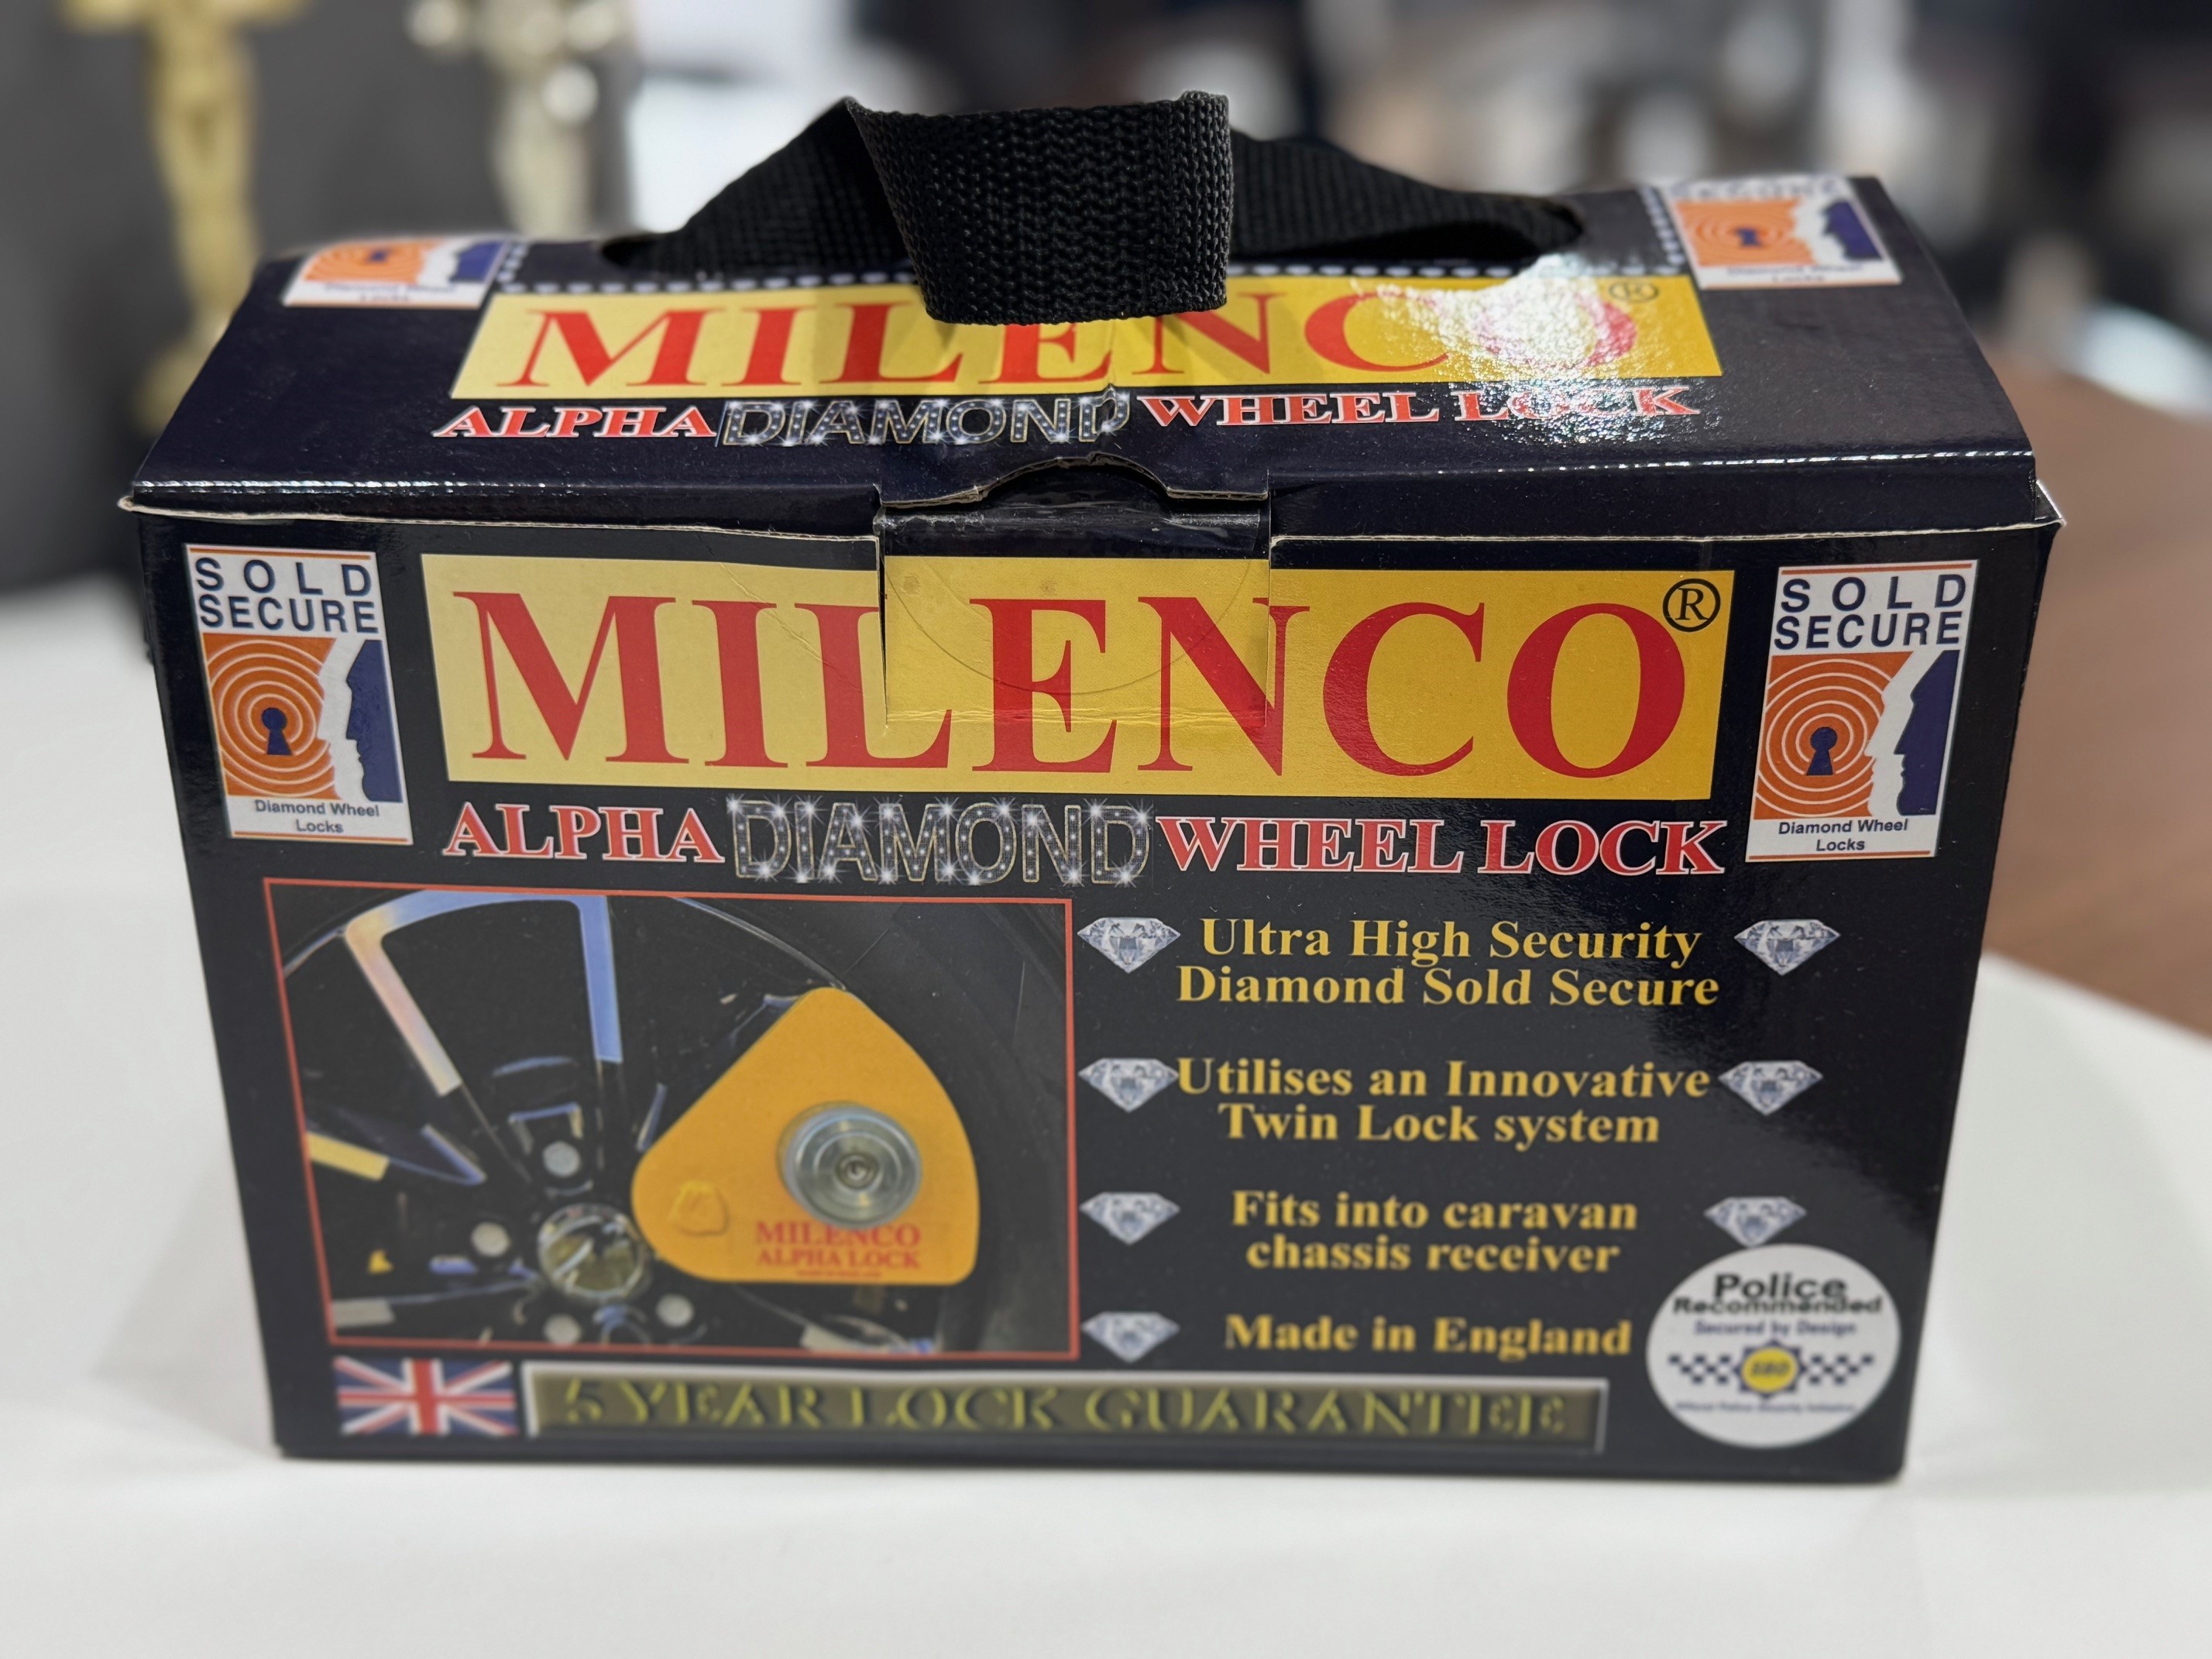 MILENCO ®
ALPHA DIAMOND WHEEL LOCK
SOLD
SECURE
Diamond Wheel
Locks
MILENCO ®
ALPHA DIAMOND WHEEL LOCK
SOLD
SECURE
Diamond Wheel
Locks
Ultra High Security
Diamond Sold Secure
Utilises an Innovative
Twin Lock system
Fits into caravan
chassis receiver
Made in England
MILENCO
ALPHA LOCK
5 YEAR LOCK GUARANTEE
Police
Recommended
Secured by Design